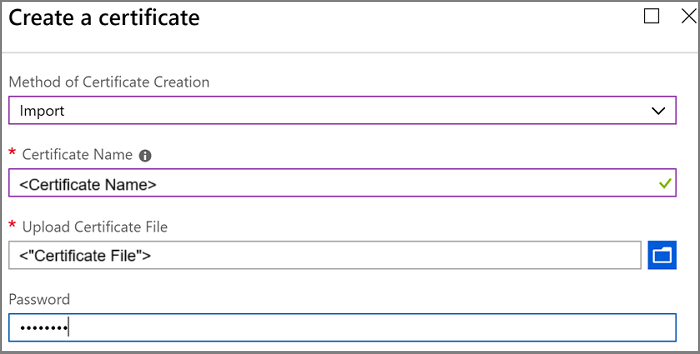 Create a certificate
Method of Certificate Creation
Import
* Certificate Name
<Certificate Name>
* Upload Certificate File
<"Certificate File">
Password
••••••••